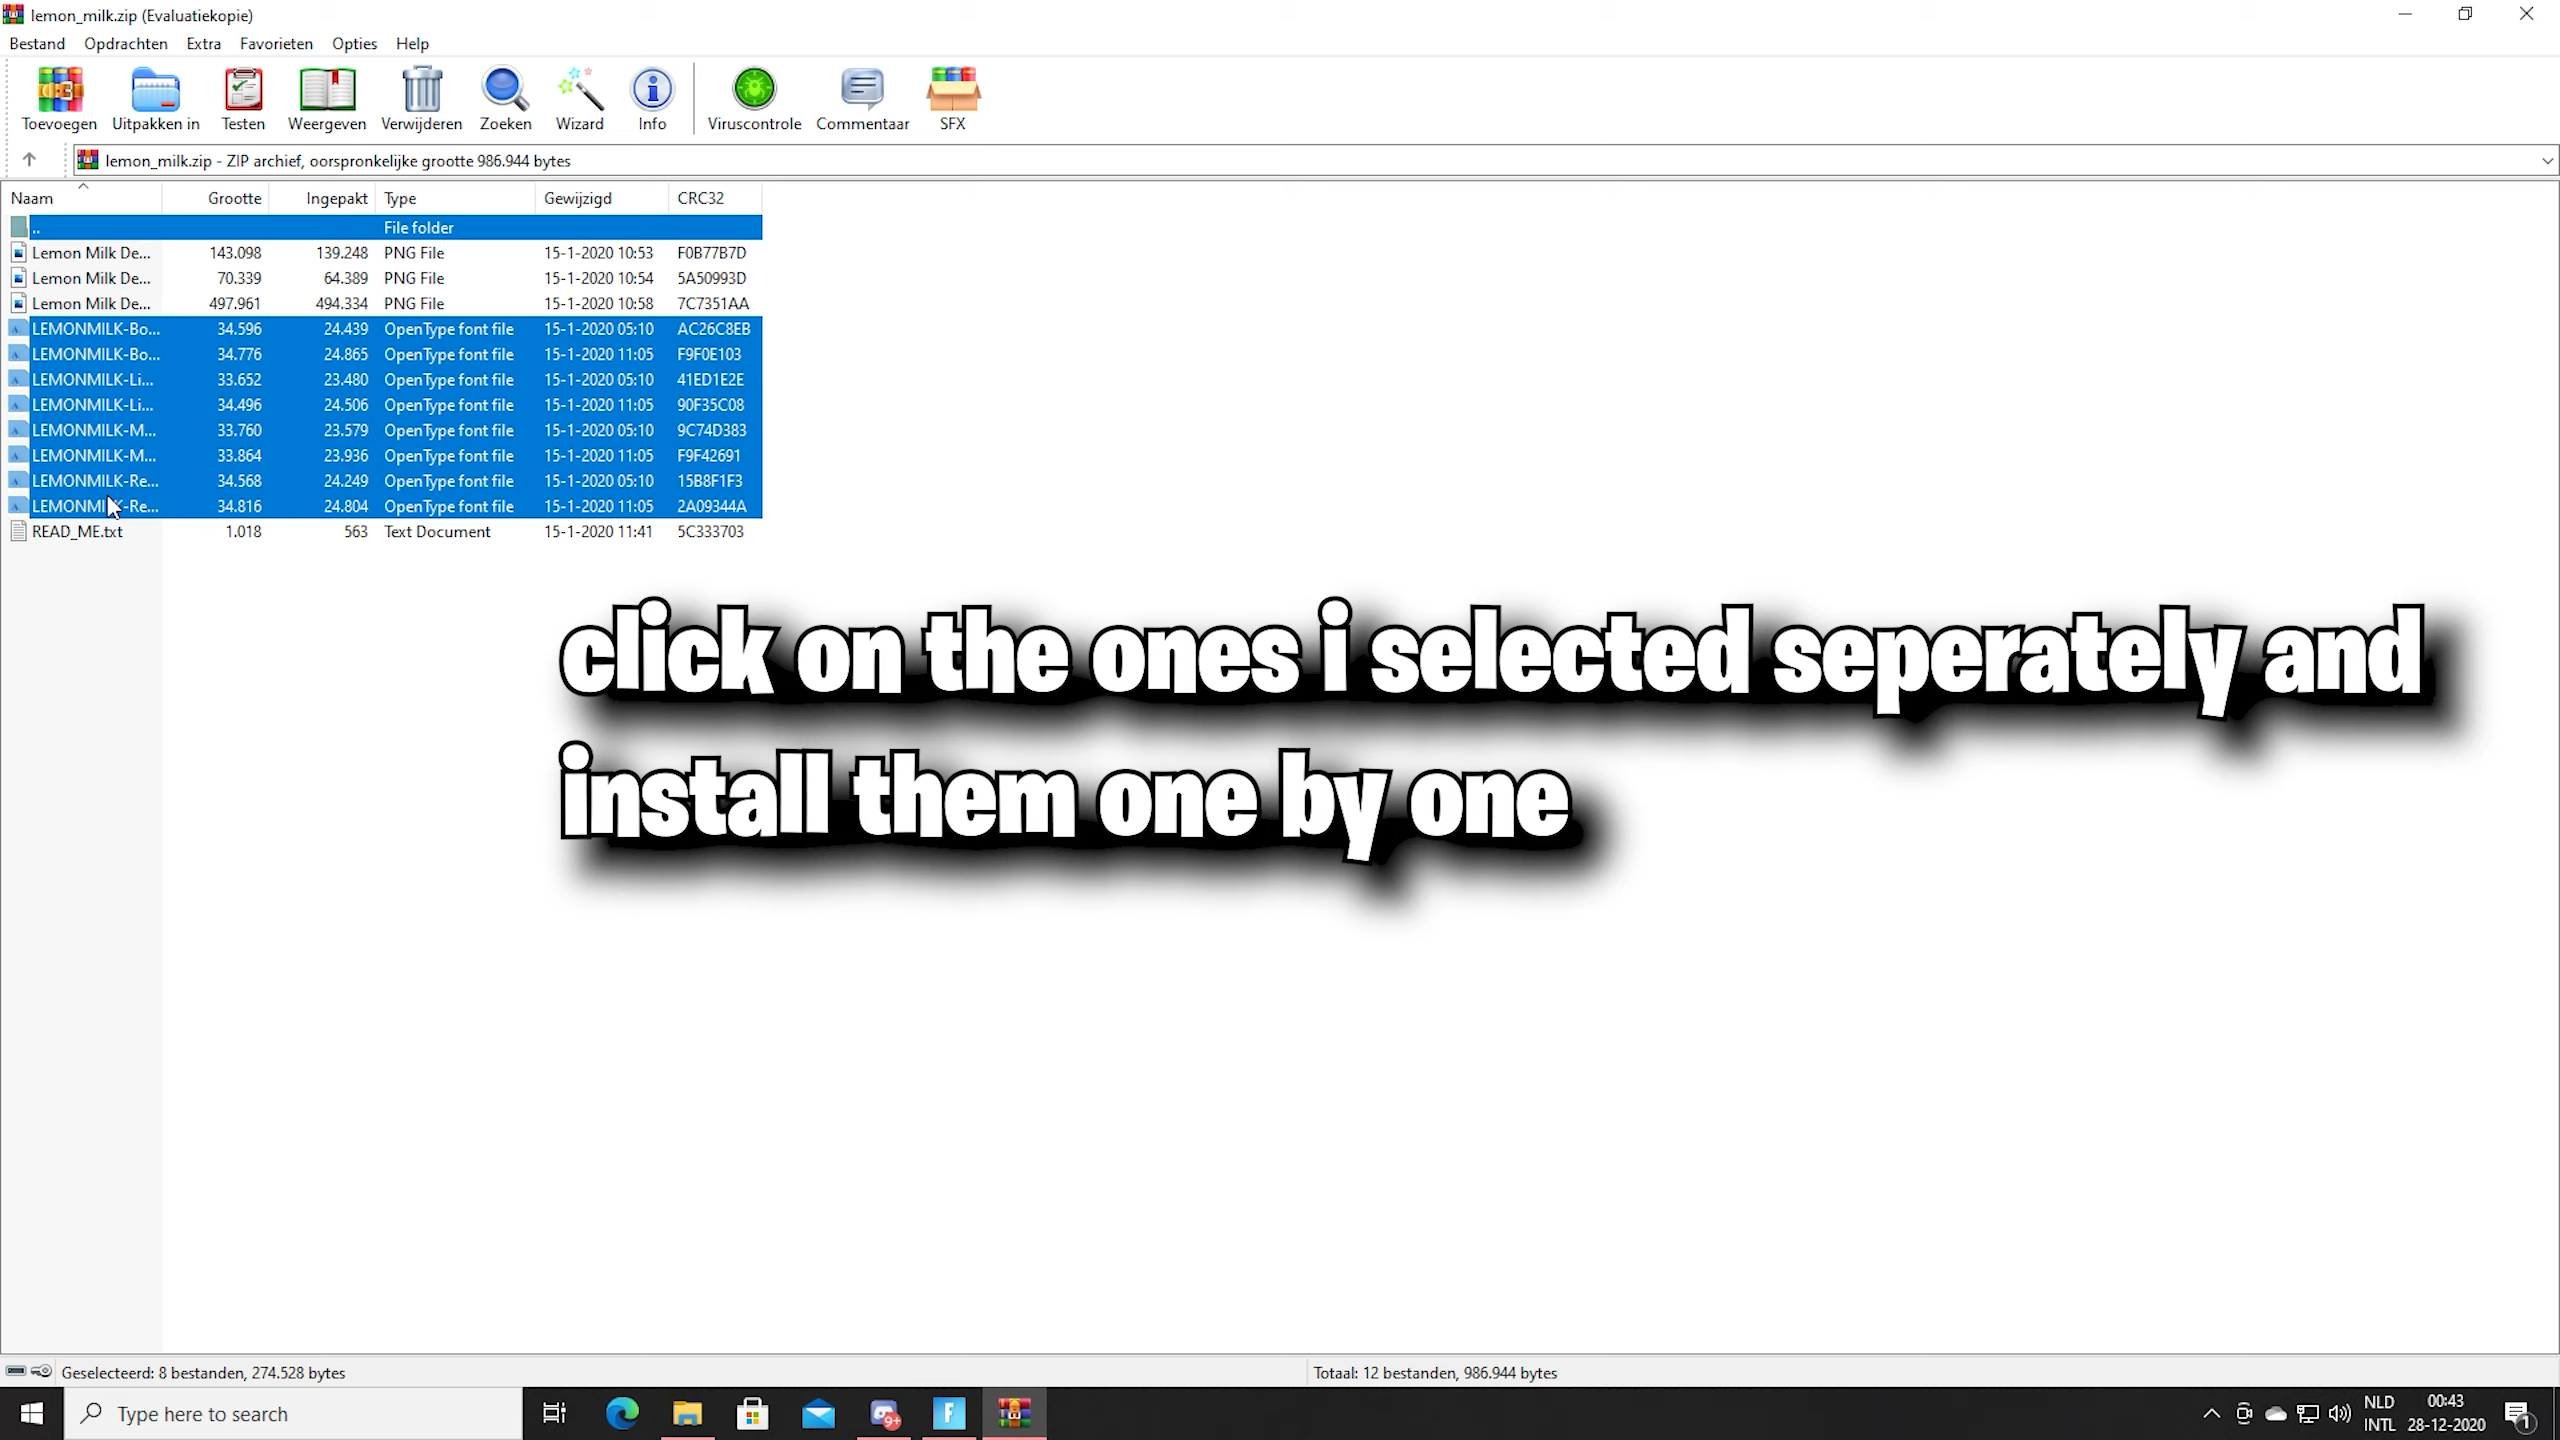 lemon_milk.zip (Evaluatiekopie)
Bestand Opdrachten Extra Favorieten Opties Help
Toevoegen Uitpakken in Testen Weergeven Verwijderen Zoeken Wizard Info Viruscontrole Commentaar SFX
lemon_milk.zip - ZIP archief, oorspronkelijke grootte 986.944 bytes
Naam Grootte Ingepakt Type Gewijzigd CRC32
.. File folder
Lemon Milk De... 143.098 139.248 PNG File 15-1-2020 10:53 F0B77B7D
Lemon Milk De... 70.339 64.389 PNG File 15-1-2020 10:54 5A50993D
Lemon Milk De... 497.961 494.334 PNG File 15-1-2020 10:58 7C7351AA
LEMONMILK-Bo... 34.596 24.439 OpenType font file 15-1-2020 05:10 AC26C8EB
LEMONMILK-Bo... 34.776 24.865 OpenType font file 15-1-2020 11:05 F9F0E103
LEMONMILK-Li... 33.652 23.480 OpenType font file 15-1-2020 05:10 41ED1E2E
LEMONMILK-Li... 34.496 24.506 OpenType font file 15-1-2020 11:05 90F35C08
LEMONMILK-M... 33.760 23.579 OpenType font file 15-1-2020 05:10 9C74D383
LEMONMILK-M... 33.864 23.936 OpenType font file 15-1-2020 11:05 F9F42691
LEMONMILK-Re... 34.568 24.249 OpenType font file 15-1-2020 05:10 15B8F1F3
LEMONMILK-Re... 34.816 24.804 OpenType font file 15-1-2020 11:05 2A09344A
READ_ME.txt 1.018 563 Text Document 15-1-2020 11:41 5C333703
click on the ones i selected seperately and
install them one by one
Geselecteerd: 8 bestanden, 274.528 bytes Totaal: 12 bestanden, 986.944 bytes
Type here to search 9+ F NLD 00:43
INTL 28-12-2020 1